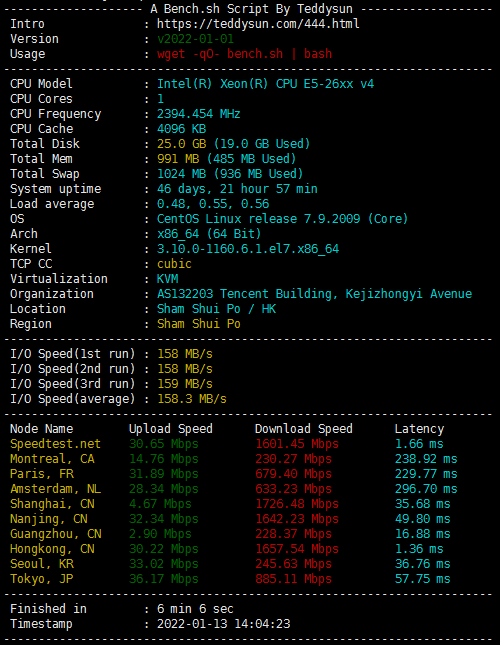 -------------------- A Bench.sh Script By Teddysun -------------------
Intro : https://teddysun.com/444.html
Version : v2022-01-01
Usage : wget -qO- bench.sh | bash
----------------------------------------------------------------------
CPU Model : Intel(R) Xeon(R) CPU E5-26xx v4
CPU Cores : 1
CPU Frequency : 2394.454 MHz
CPU Cache : 4096 KB
Total Disk : 25.0 GB (19.0 GB Used)
Total Mem : 991 MB (485 MB Used)
Total Swap : 1024 MB (936 MB Used)
System uptime : 46 days, 21 hour 57 min
Load average : 0.48, 0.55, 0.56
OS : CentOS Linux release 7.9.2009 (Core)
Arch : x86_64 (64 Bit)
Kernel : 3.10.0-1160.6.1.el7.x86_64
TCP CC : cubic
Virtualization : KVM
Organization : AS132203 Tencent Building, Kejizhongyi Avenue
Location : Sham Shui Po / HK
Region : Sham Shui Po
----------------------------------------------------------------------
I/O Speed(1st run) : 158 MB/s
I/O Speed(2nd run) : 158 MB/s
I/O Speed(3rd run) : 159 MB/s
I/O Speed(average) : 158.3 MB/s
----------------------------------------------------------------------
Node Name Upload Speed Download Speed Latency
Speedtest.net 30.65 Mbps 1601.45 Mbps 1.66 ms
Montreal, CA 14.76 Mbps 230.27 Mbps 238.92 ms
Paris, FR 31.89 Mbps 679.49 Mbps 229.77 ms
Amsterdam, NL 28.34 Mbps 633.23 Mbps 296.70 ms
Shanghai, CN 4.67 Mbps 1726.48 Mbps 35.68 ms
Nanjing, CN 32.34 Mbps 1642.23 Mbps 49.80 ms
Guangzhou, CN 2.90 Mbps 228.37 Mbps 16.88 ms
Hongkong, CN 30.22 Mbps 1657.54 Mbps 1.36 ms
Seoul, KR 33.02 Mbps 245.63 Mbps 36.76 ms
Tokyo, JP 36.17 Mbps 885.11 Mbps 57.75 ms
----------------------------------------------------------------------
Finished in : 6 min 6 sec
Timestamp : 2022-01-13 14:04:23
----------------------------------------------------------------------